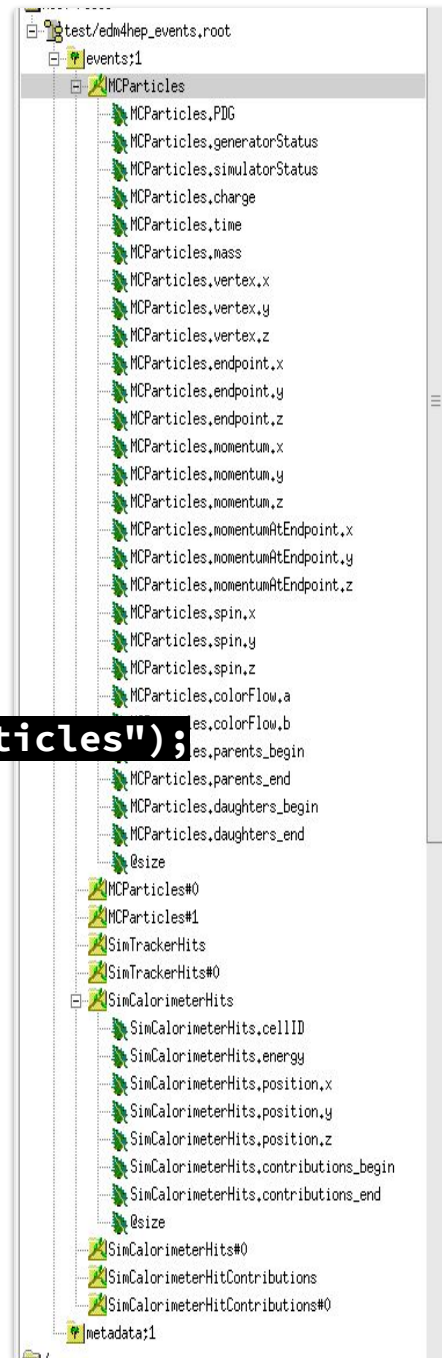 test/edm4hep_events.root
events;1
MCParticles
MCParticles.PDG
MCParticles.generatorStatus
MCParticles.simulatorStatus
MCParticles.charge
MCParticles.time
MCParticles.mass
MCParticles.vertex.x
MCParticles.vertex.y
MCParticles.vertex.z
MCParticles.endpoint.x
MCParticles.endpoint.y
MCParticles.endpoint.z
MCParticles.momentum.x
MCParticles.momentum.y
MCParticles.momentum.z
MCParticles.momentumAtEndpoint.x
MCParticles.momentumAtEndpoint.y
MCParticles.momentumAtEndpoint.z
MCParticles.spin.x
MCParticles.spin.y
MCParticles.spin.z
MCParticles.colorFlow.a
les.colorFlow.b
ticles");
les.parents_begin
MCParticles.parents_end
MCParticles.daughters_begin
MCParticles.daughters_end
@size
MCParticles#0
MCParticles#1
SimTrackerHits
SimTrackerHits#0
SimCalorimeterHits
SimCalorimeterHits.cellID
SimCalorimeterHits.energy
SimCalorimeterHits.position.x
SimCalorimeterHits.position.y
SimCalorimeterHits.position.z
SimCalorimeterHits.contributions_begin
SimCalorimeterHits.contributions_end
@size
SimCalorimeterHits#0
SimCalorimeterHitContributions
SimCalorimeterHitContributions#0
metadata;1